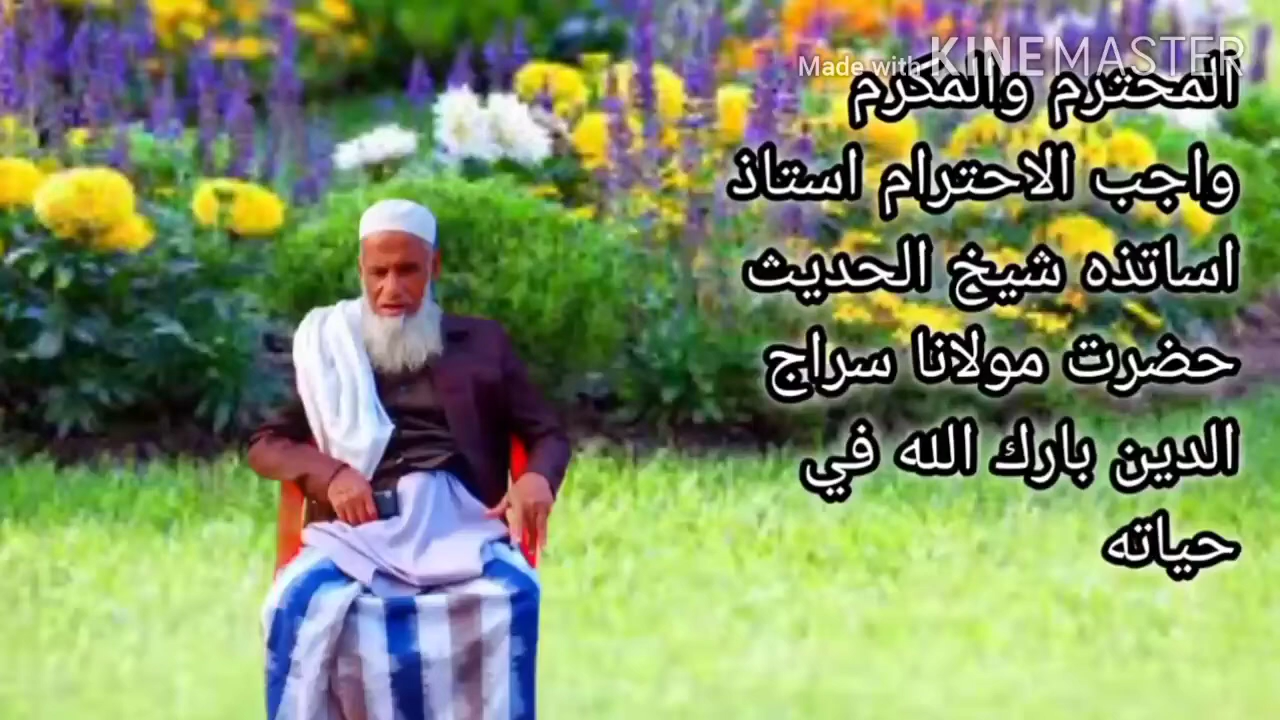 Made with KINEMASTER
المحترم والمكرم
واجب الاحترام استاذ
اساتذه شيخ الحديث
حضرت مولانا سراج
الدين بارك الله في
حياته